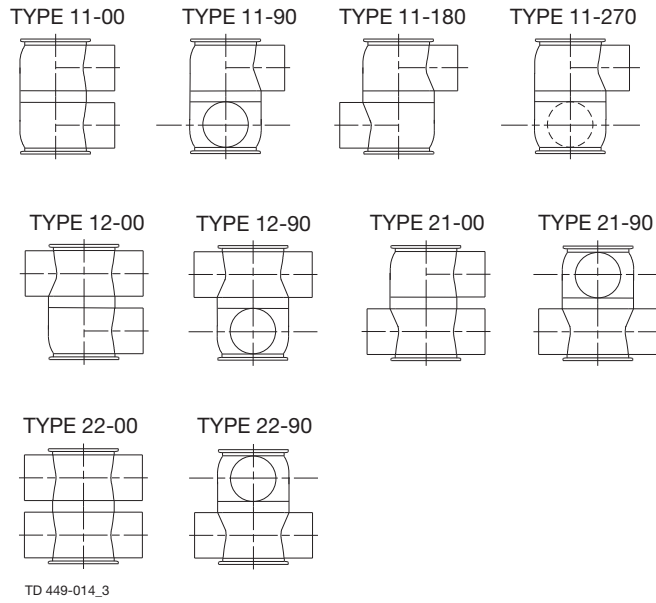 TYPE 11-00 TYPE 11-90 TYPE 11-180 TYPE 11-270
TYPE 12-00 TYPE 12-90 TYPE 21-00 TYPE 21-90
TYPE 22-00 TYPE 22-90
TD 449-014_3